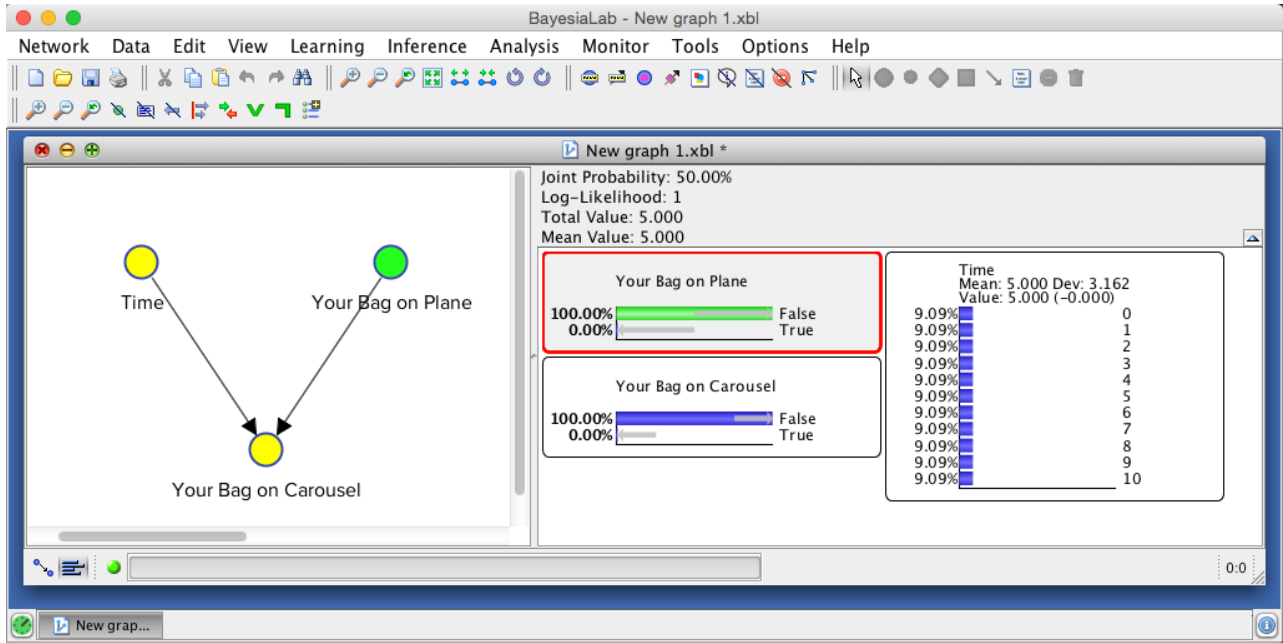 BayesiaLab - New graph 1.xbl
Network Data Edit View Learning Inference Analysis Monitor Tools Options Help
New graph 1.xbl *
Time
Your Bag on Plane
Your Bag on Carousel
Joint Probability: 50.00%
Log-Likelihood: 1
Total Value: 5.000
Mean Value: 5.000
Your Bag on Plane
100.00% False
0.00% True
Your Bag on Carousel
100.00% False
0.00% True
Time
Mean: 5.000 Dev: 3.162
Value: 5.000 (-0.000)
9.09% 0
9.09% 1
9.09% 2
9.09% 3
9.09% 4
9.09% 5
9.09% 6
9.09% 7
9.09% 8
9.09% 9
9.09% 10
0:0
New grap...